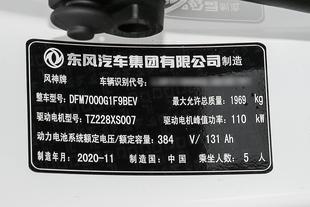 东风汽车集团有限公司 制造
风神牌 车辆识别代号:
整车型号: DFM7000G1F9BEV 最大允许总质量: 1969 kg
驱动电机型号: TZ228XS007 驱动电机峰值功率: 110 kW
动力电池系统额定电压/额定容量: 384 V/ 131 Ah
制造年月: 2020-11 制造国: 中国 乘坐人数: 5 人